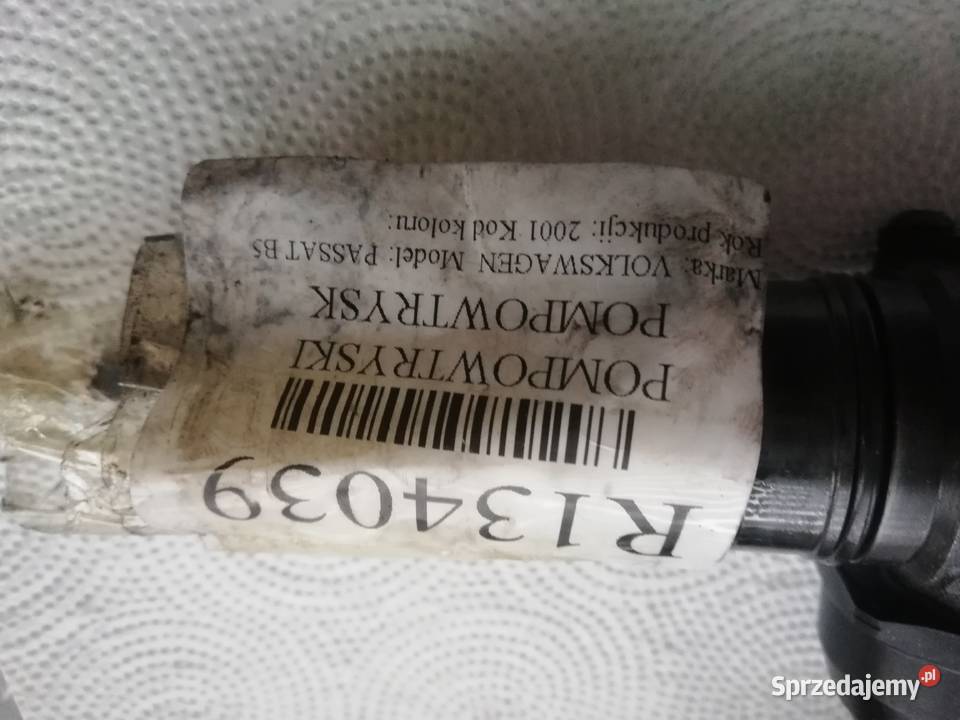 R134039
POMPOWTRYSKI
POMPOWTRYSK
Marka: VOLKSWAGEN Model: PASSAT B5
Rok produkcji: 2001 Kod koloru:
Sprzedajemy.pl